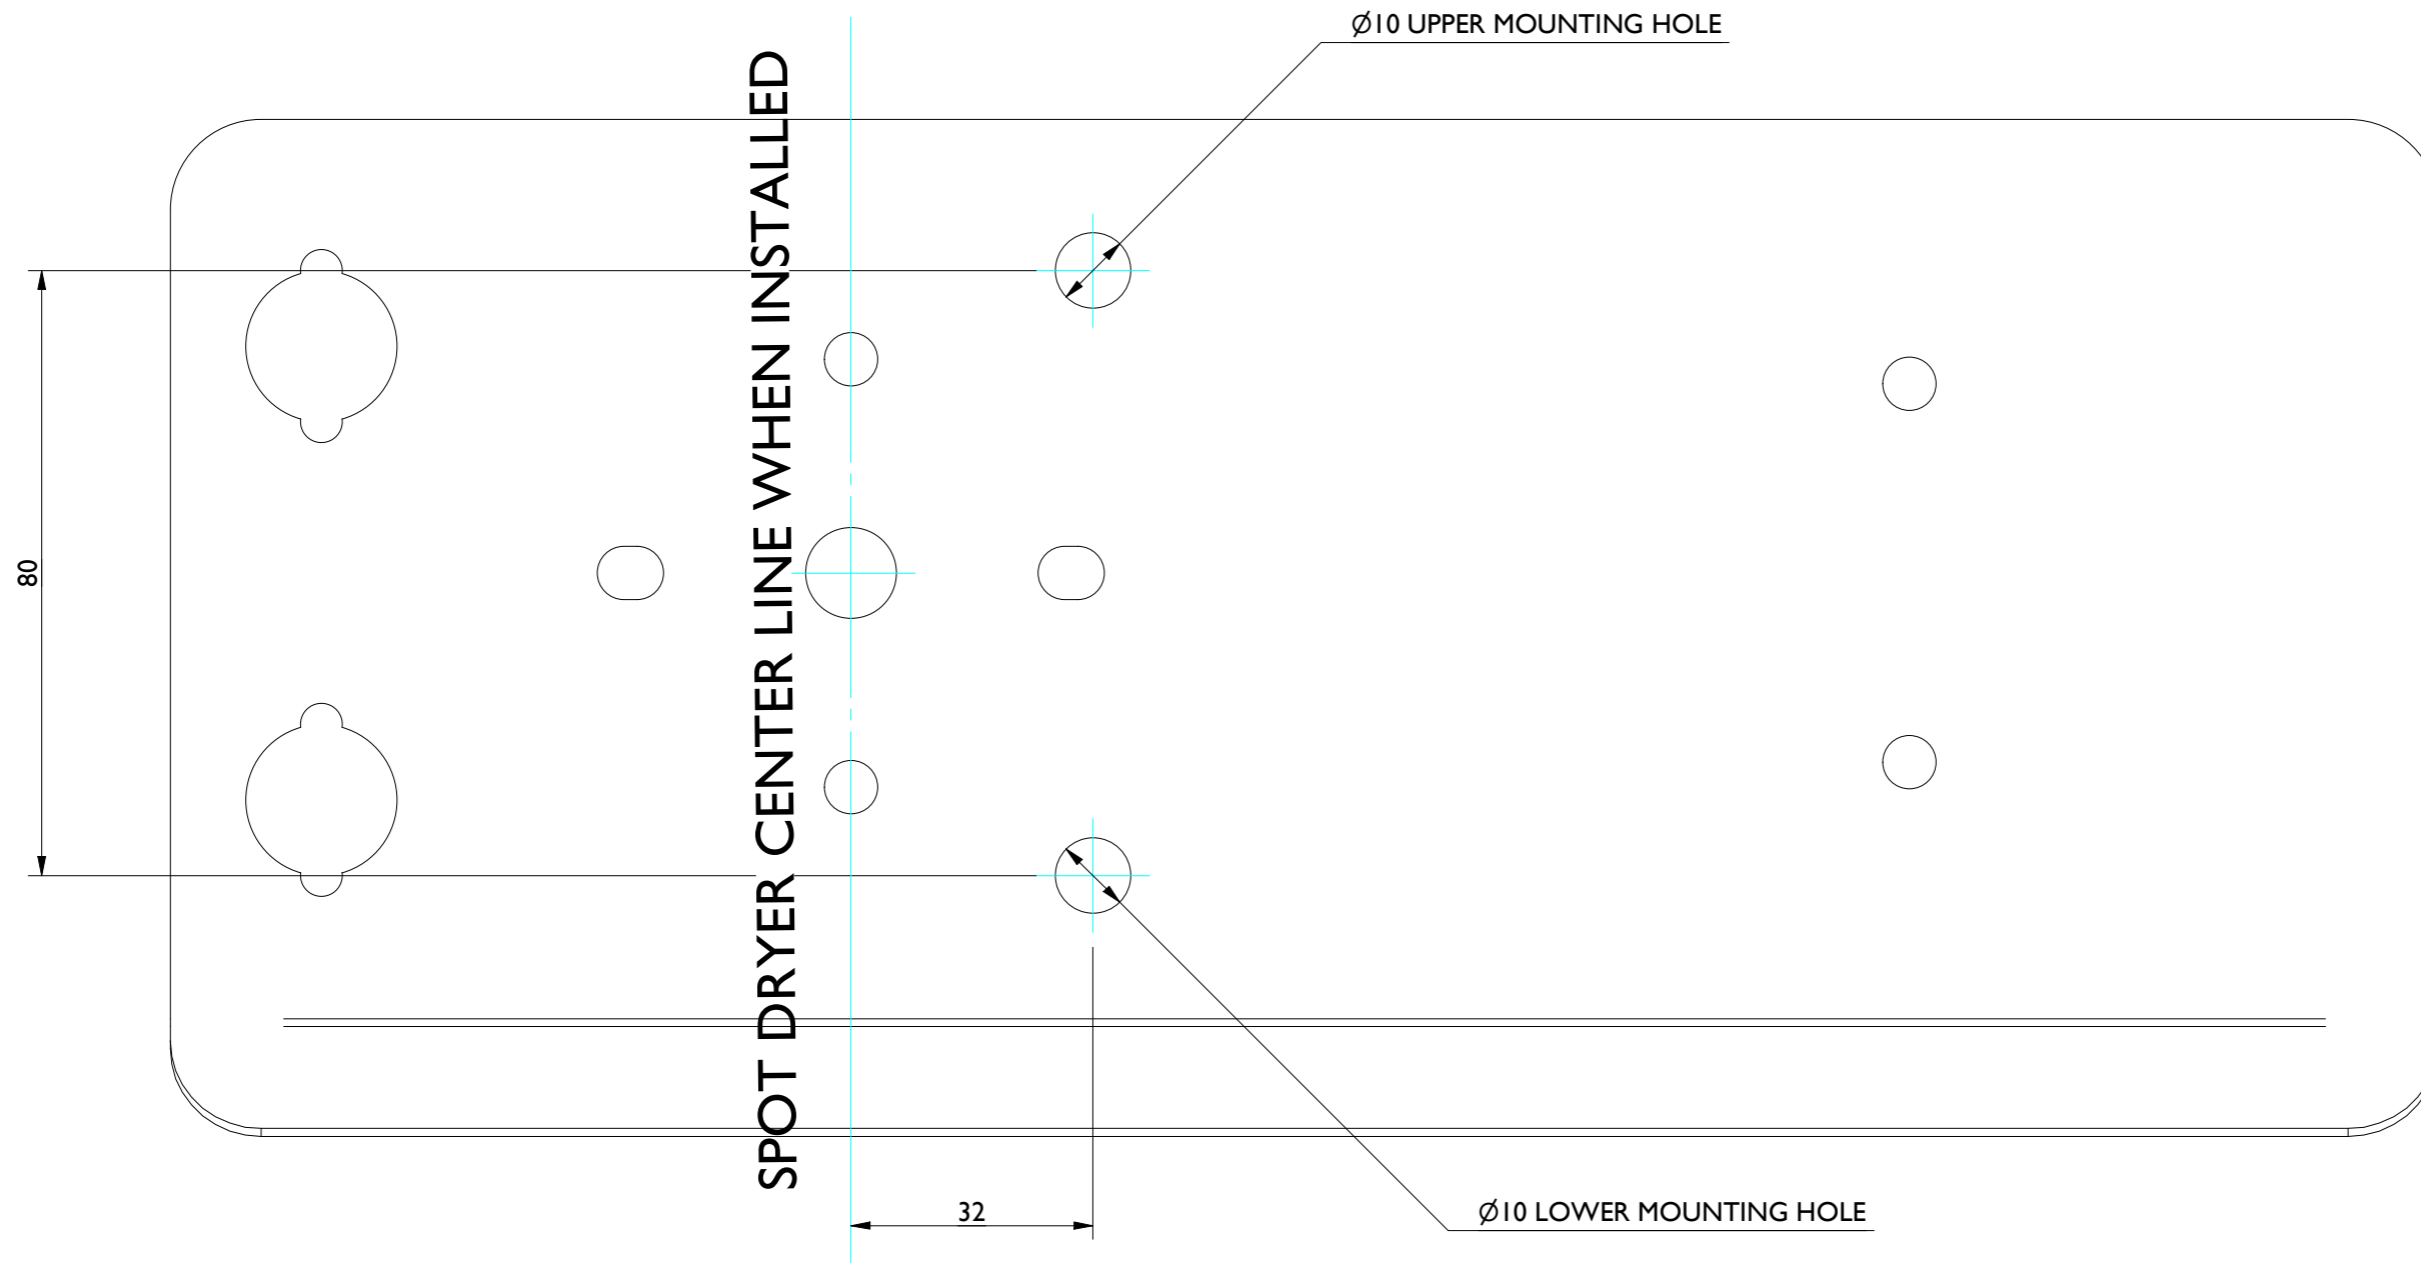 Ø10 UPPER MOUNTING HOLE
SPOT DRYER CENTER LINE WHEN INSTALLED
80
32
Ø10 LOWER MOUNTING HOLE